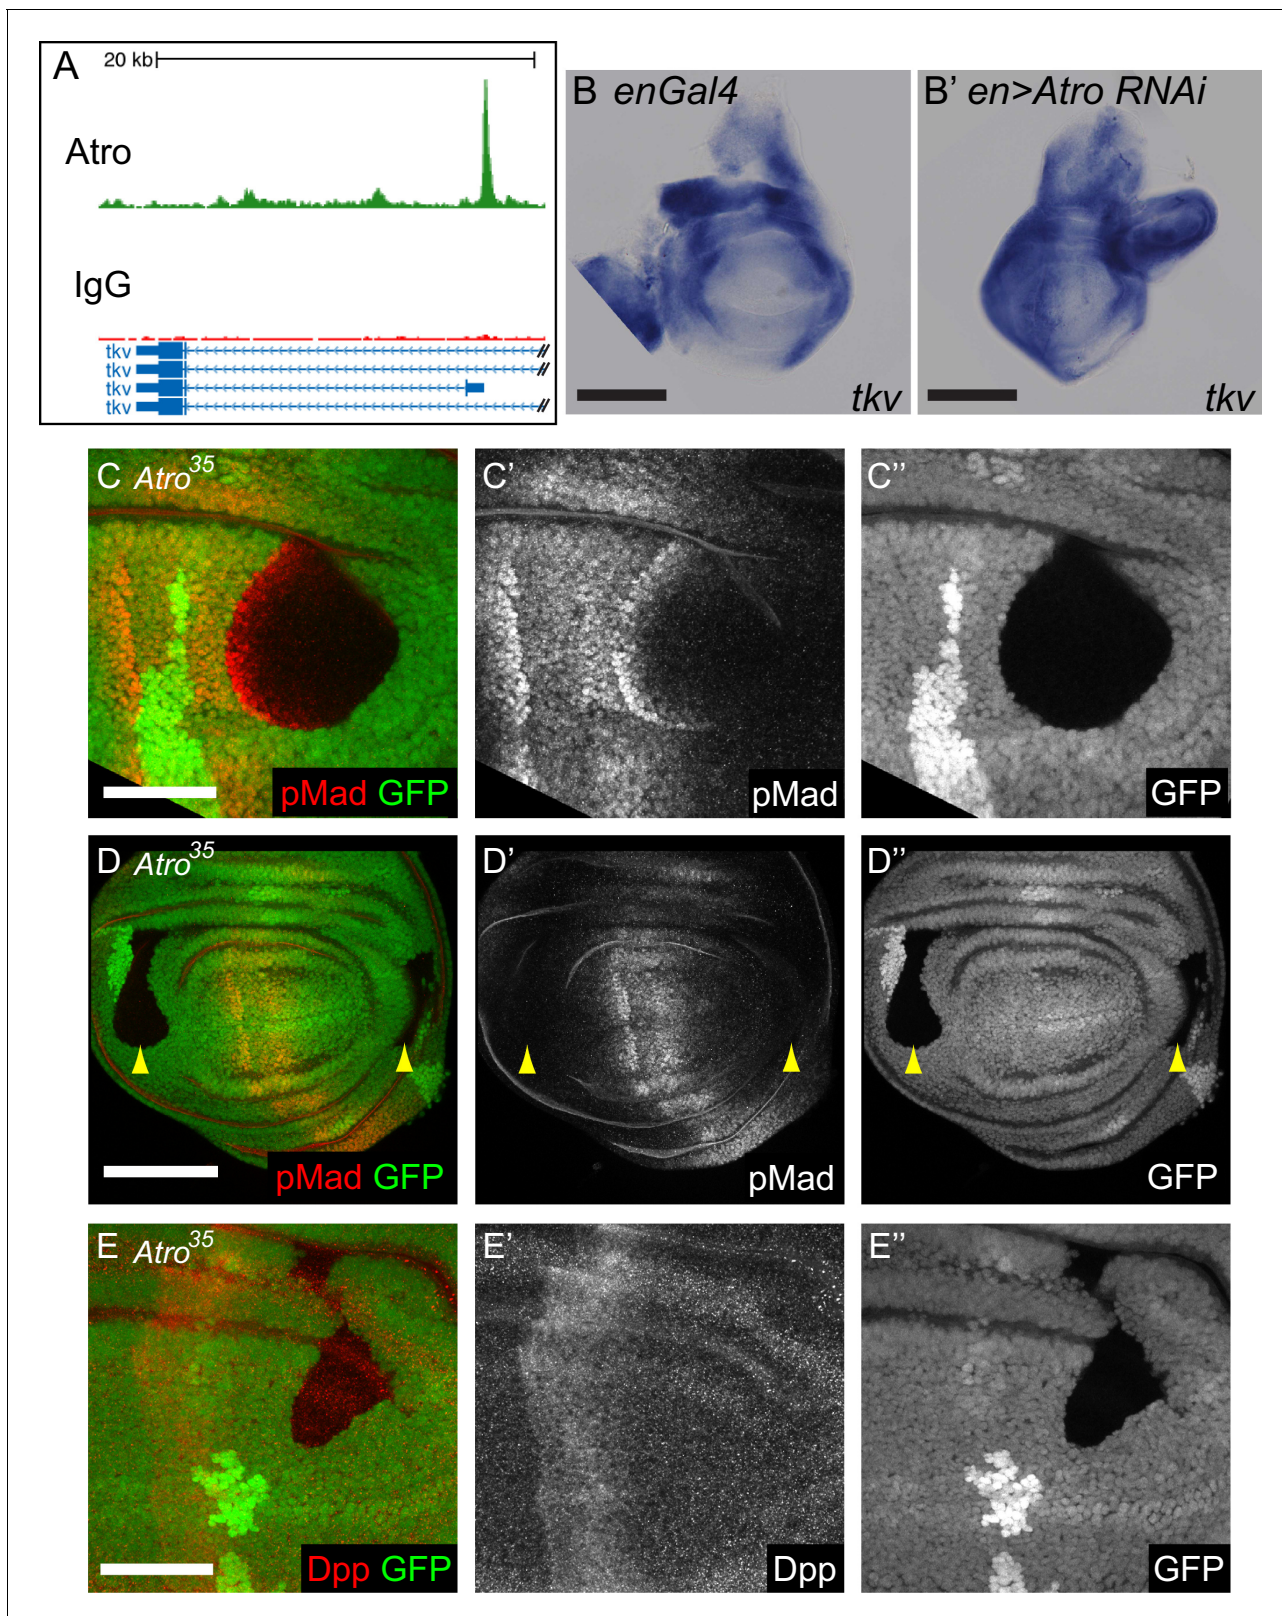 A 20 kb
Atro
IgG
tkv
tkv
tkv
tkv
B enGal4
tkv
B' en>Atro RNAi
tkv
C Atro35
pMad GFP
C'
pMad
C''
GFP
D Atro35
pMad GFP
D'
pMad
D''
GFP
E Atro35
Dpp GFP
E'
Dpp
E''
GFP